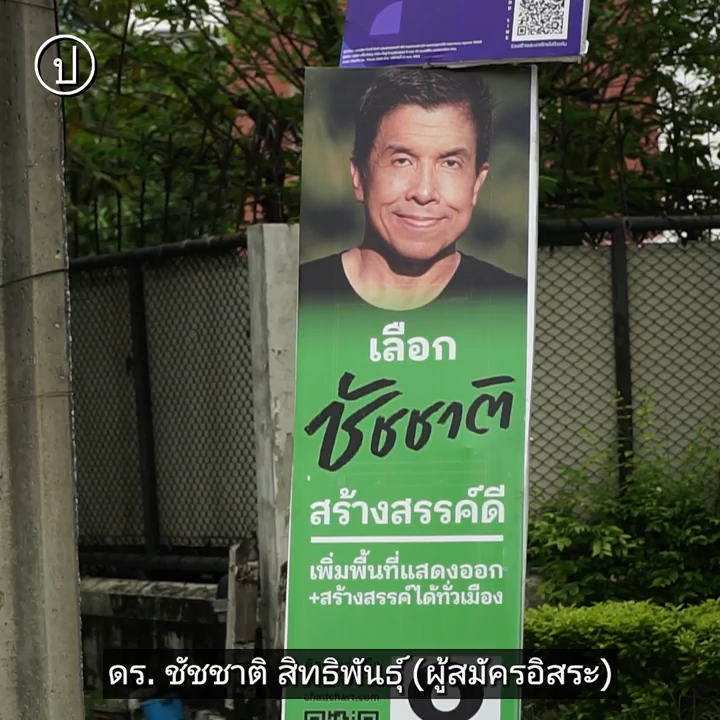 ป
เลือก
ชัชชาติ
สร้างสรรค์ดี
เพิ่มพื้นที่แสดงออก
+สร้างสรรค์ได้ทั่วเมือง
ดร. ชัชชาติ สิทธิพันธุ์ (ผู้สมัครอิสระ)
chadchart.com